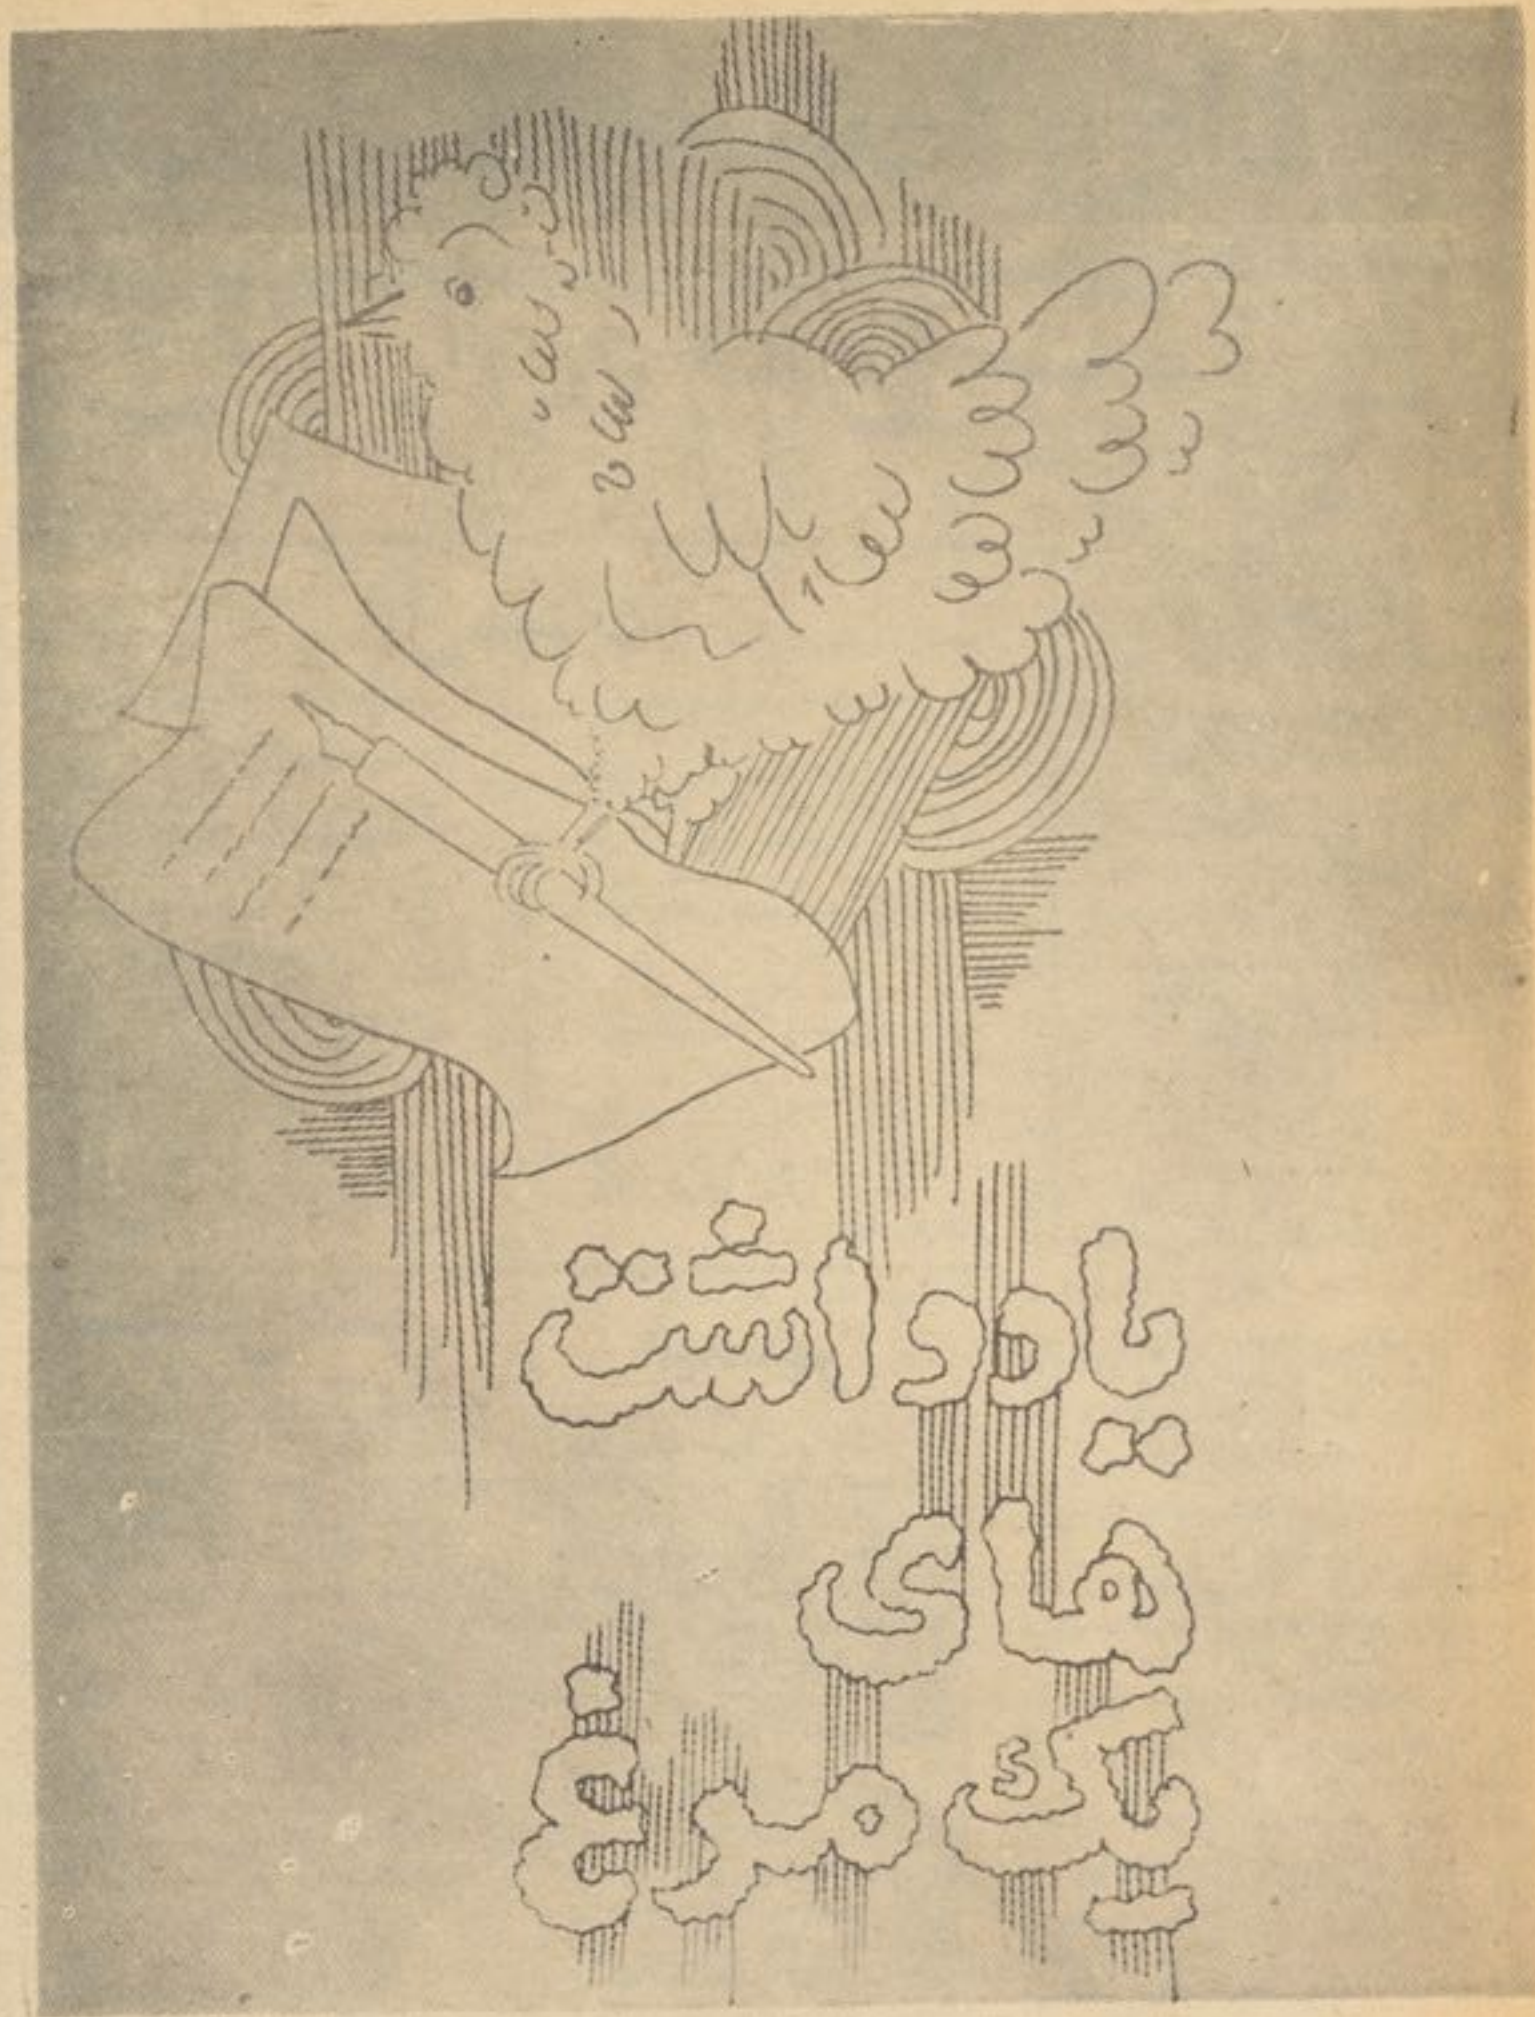 یادداشت
های
یک مرغ